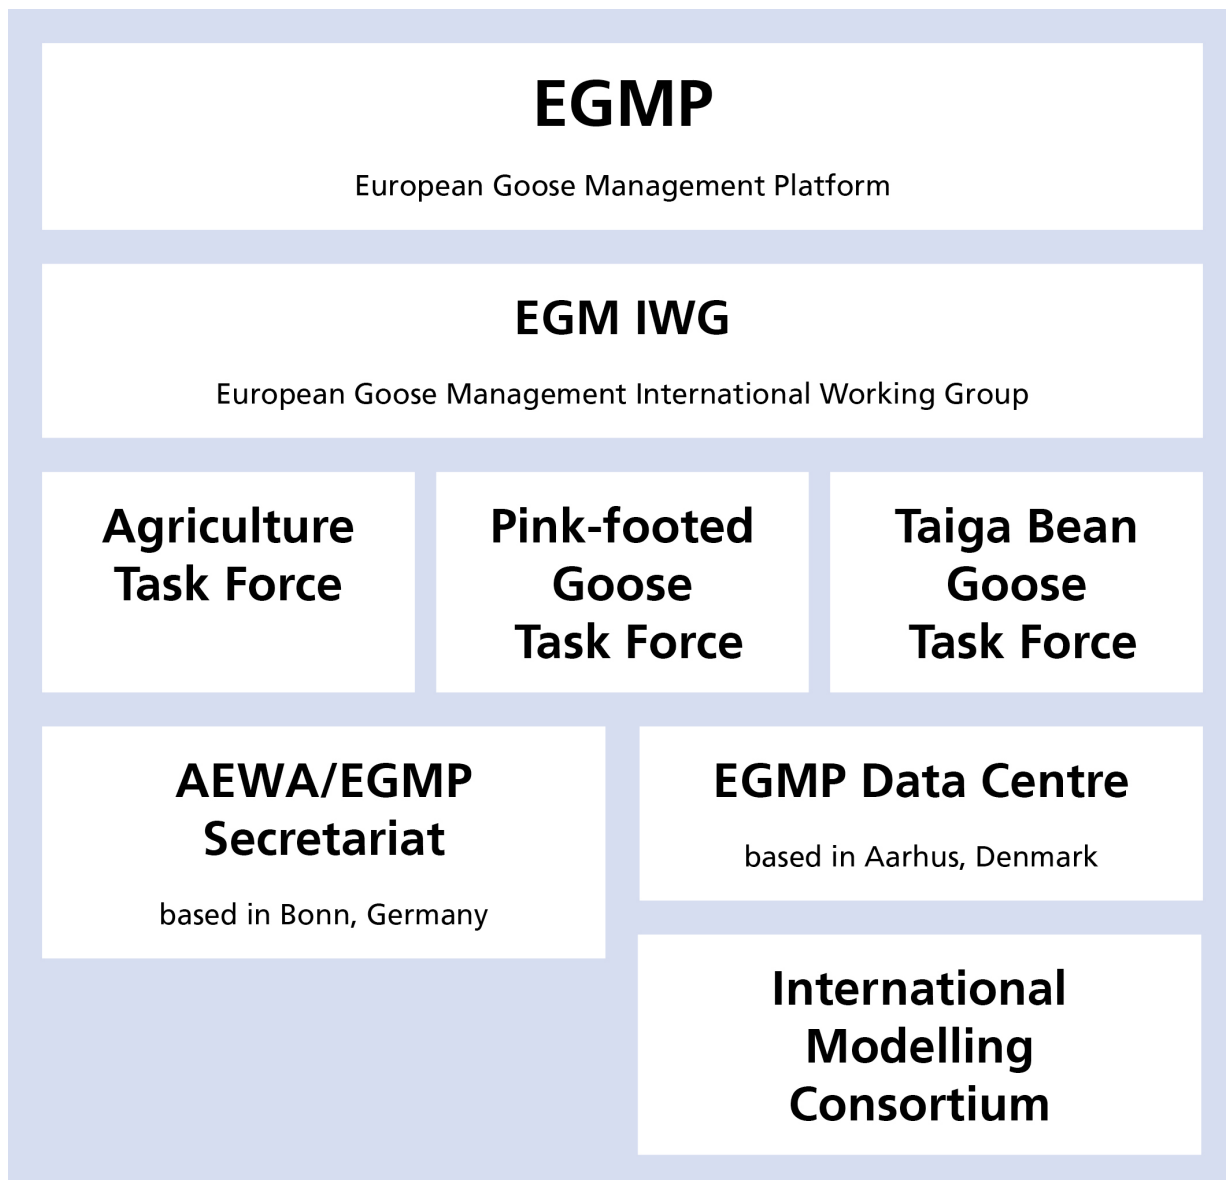 EGMP
European Goose Management Platform
EGM IWG
European Goose Management International Working Group
Agriculture
Task Force
Pink-footed
Goose
Task Force
Taiga Bean
Goose
Task Force
AEWA/EGMP
Secretariat
based in Bonn, Germany
EGMP Data Centre
based in Aarhus, Denmark
International
Modelling
Consortium